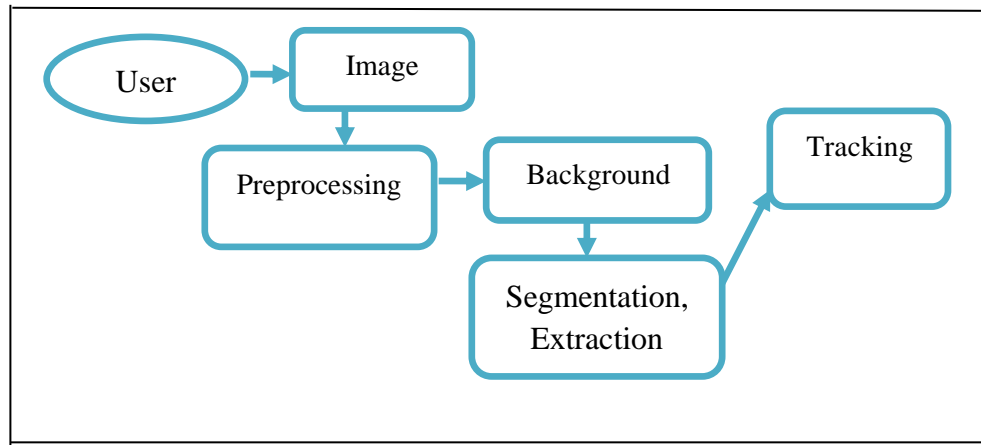 User
Image
Preprocessing
Background
Segmentation,
Extraction
Tracking